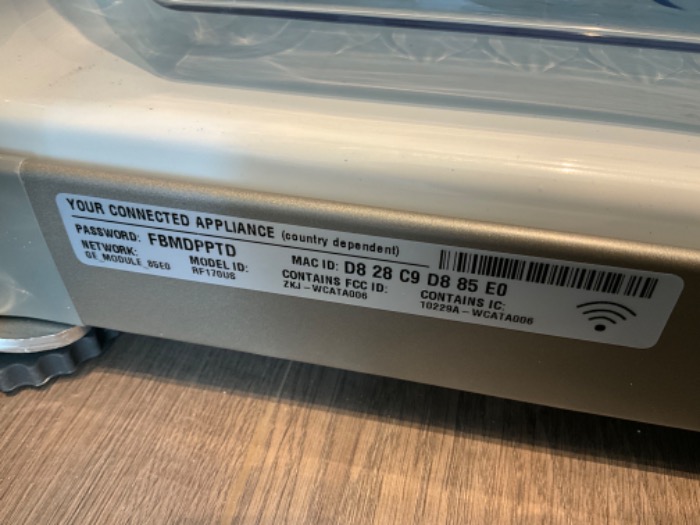 YOUR CONNECTED APPLIANCE (country dependent)
PASSWORD: FBMDPPTD
NETWORK:
GE_MODULE_85E0
MODEL ID:
RF170U8
MAC ID: D8 28 C9 D8 85 E0
CONTAINS FCC ID:
ZKJ-WCATA006
CONTAINS IC:
10229A-WCATA006